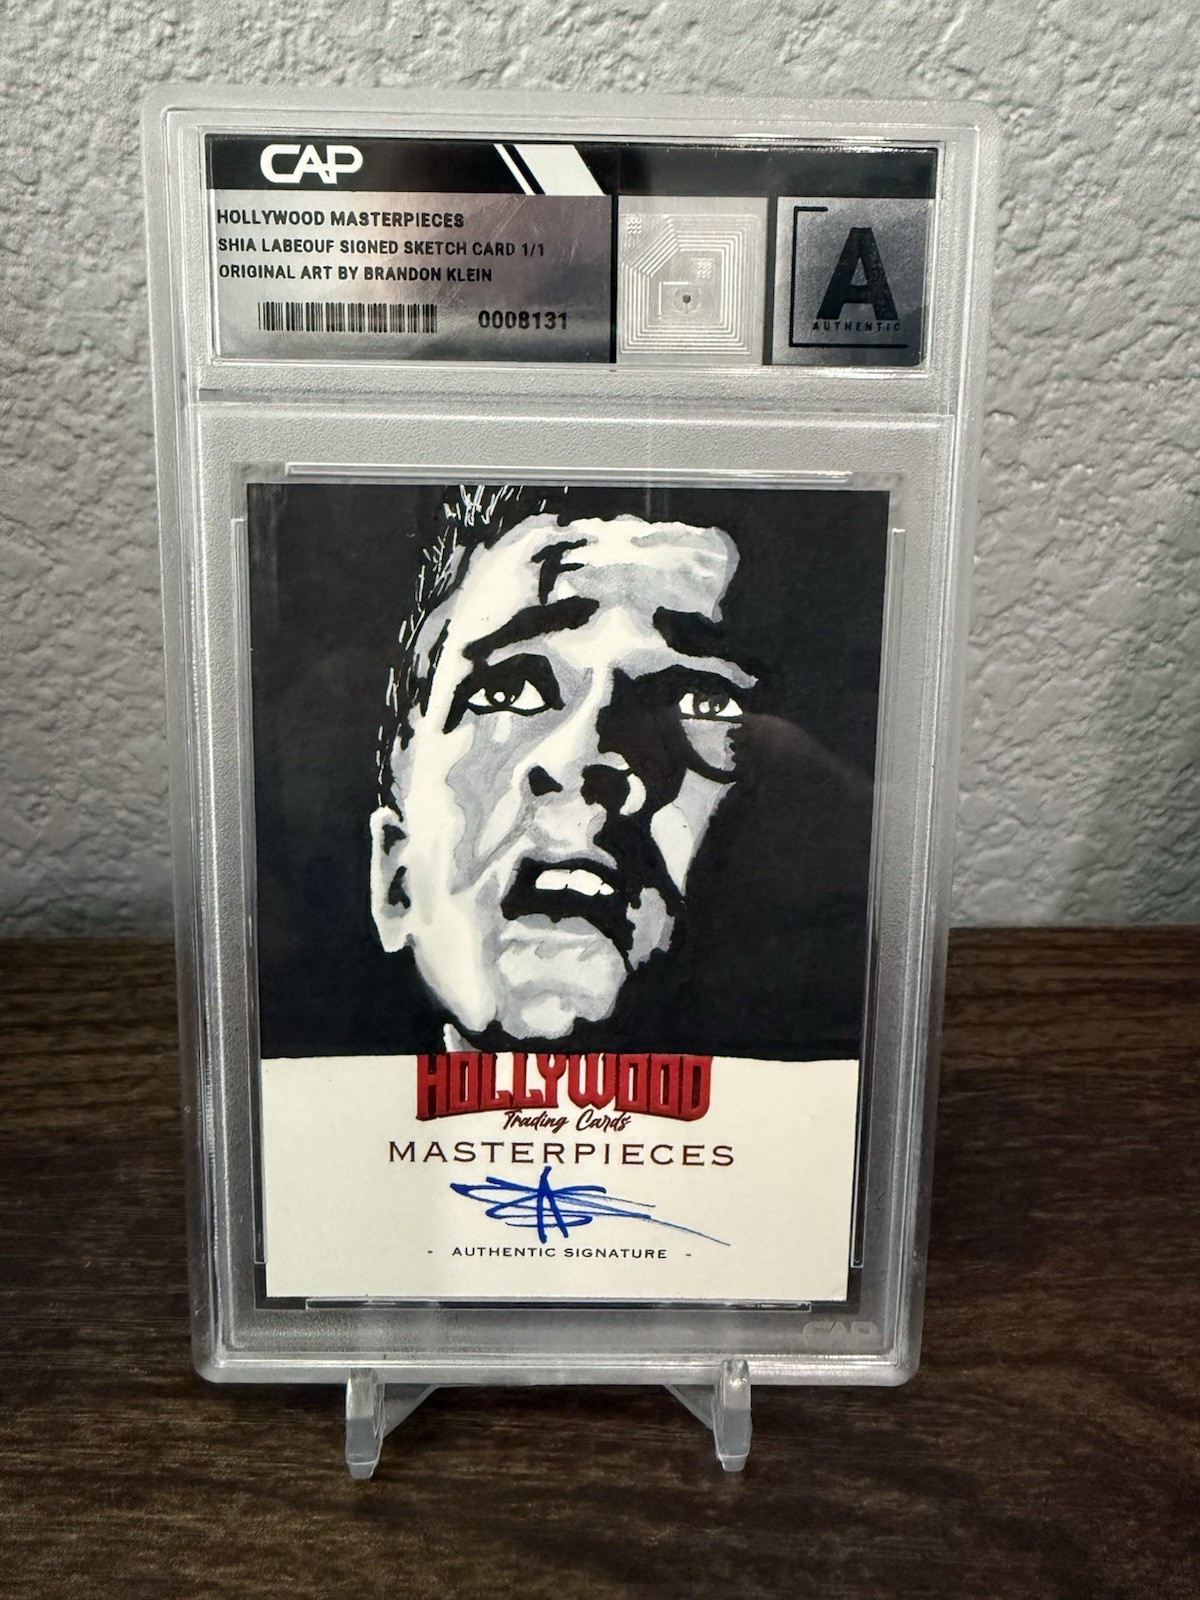 CAP
HOLLYWOOD MASTERPIECES
SHIA LABEOUF SIGNED SKETCH CARD 1/1
ORIGINAL ART BY BRANDON KLEIN
0008131
A
AUTHENTIC
HOLLYWOOD
Trading Cards
MASTERPIECES
- AUTHENTIC SIGNATURE -
CAP